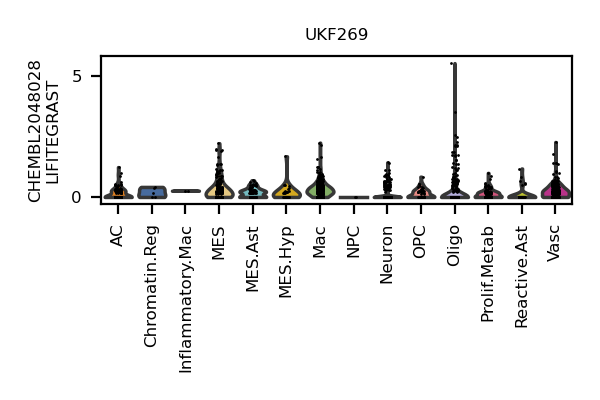 UKF269
CHEMBL2048028
LIFITEGRAST
5
0
AC
Chromatin.Reg
Inflammatory.Mac
MES
MES.Ast
MES.Hyp
Mac
NPC
Neuron
OPC
Oligo
Prolif.Metab
Reactive.Ast
Vasc